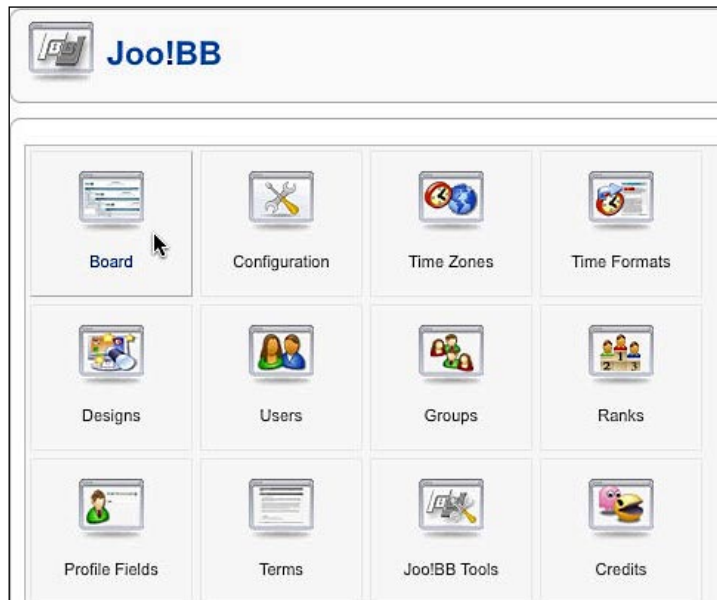 Joo!BB
Board
Configuration
Time Zones
Time Formats
Designs
Users
Groups
Ranks
Profile Fields
Terms
Joo!BB Tools
Credits